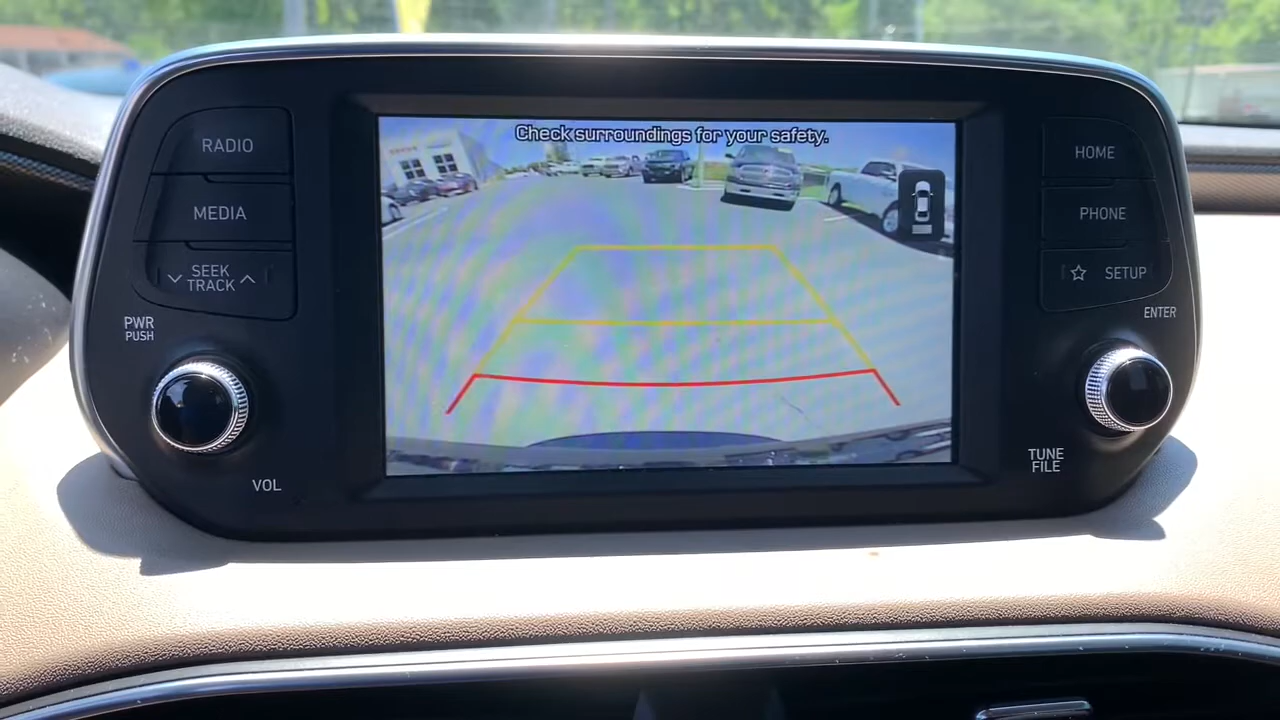 Check surroundings for your safety.
RADIO
MEDIA
SEEK
TRACK
PWR
PUSH
VOL
HOME
PHONE
SETUP
ENTER
TUNE
FILE